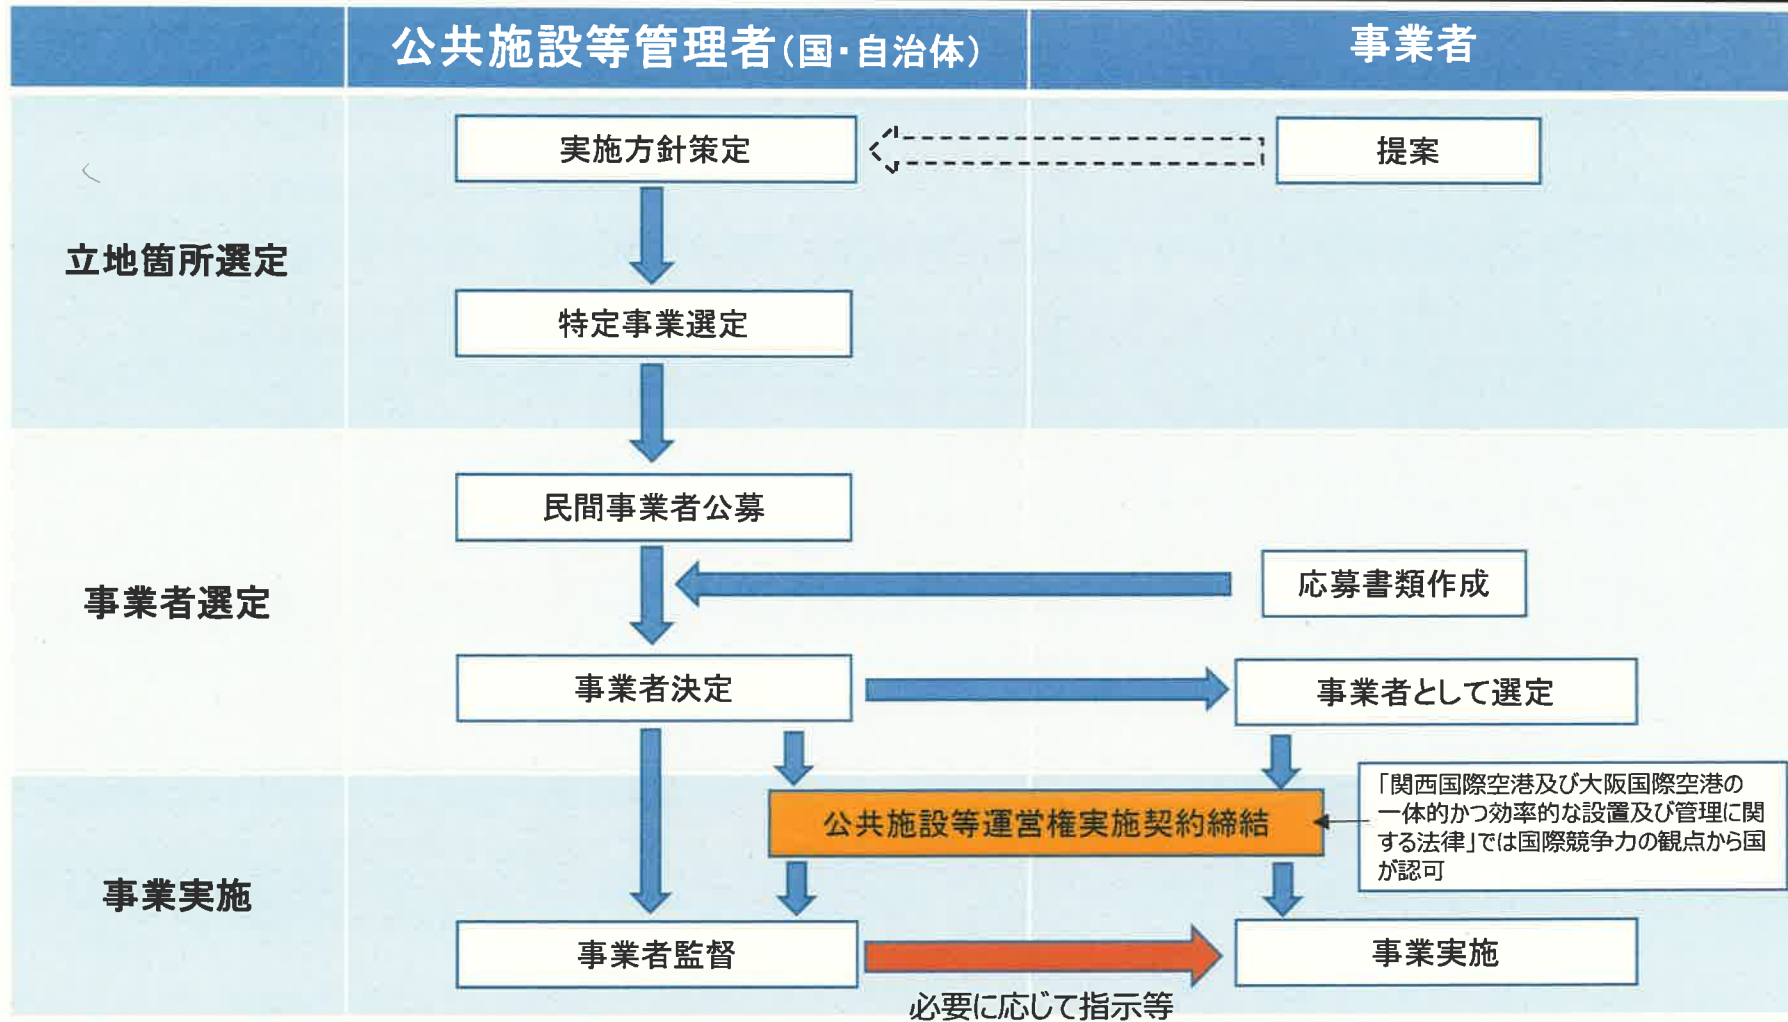 公共施設等管理者(国・自治体)
事業者
立地箇所選定
実施方針策定
提案
特定事業選定
事業者選定
民間事業者公募
応募書類作成
事業者決定
事業者として選定
事業実施
公共施設等運営権実施契約締結
「関西国際空港及び大阪国際空港の
一体的かつ効率的な設置及び管理に関
する法律」では国際競争力の観点から国
が認可
事業者監督
事業実施
必要に応じて指示等